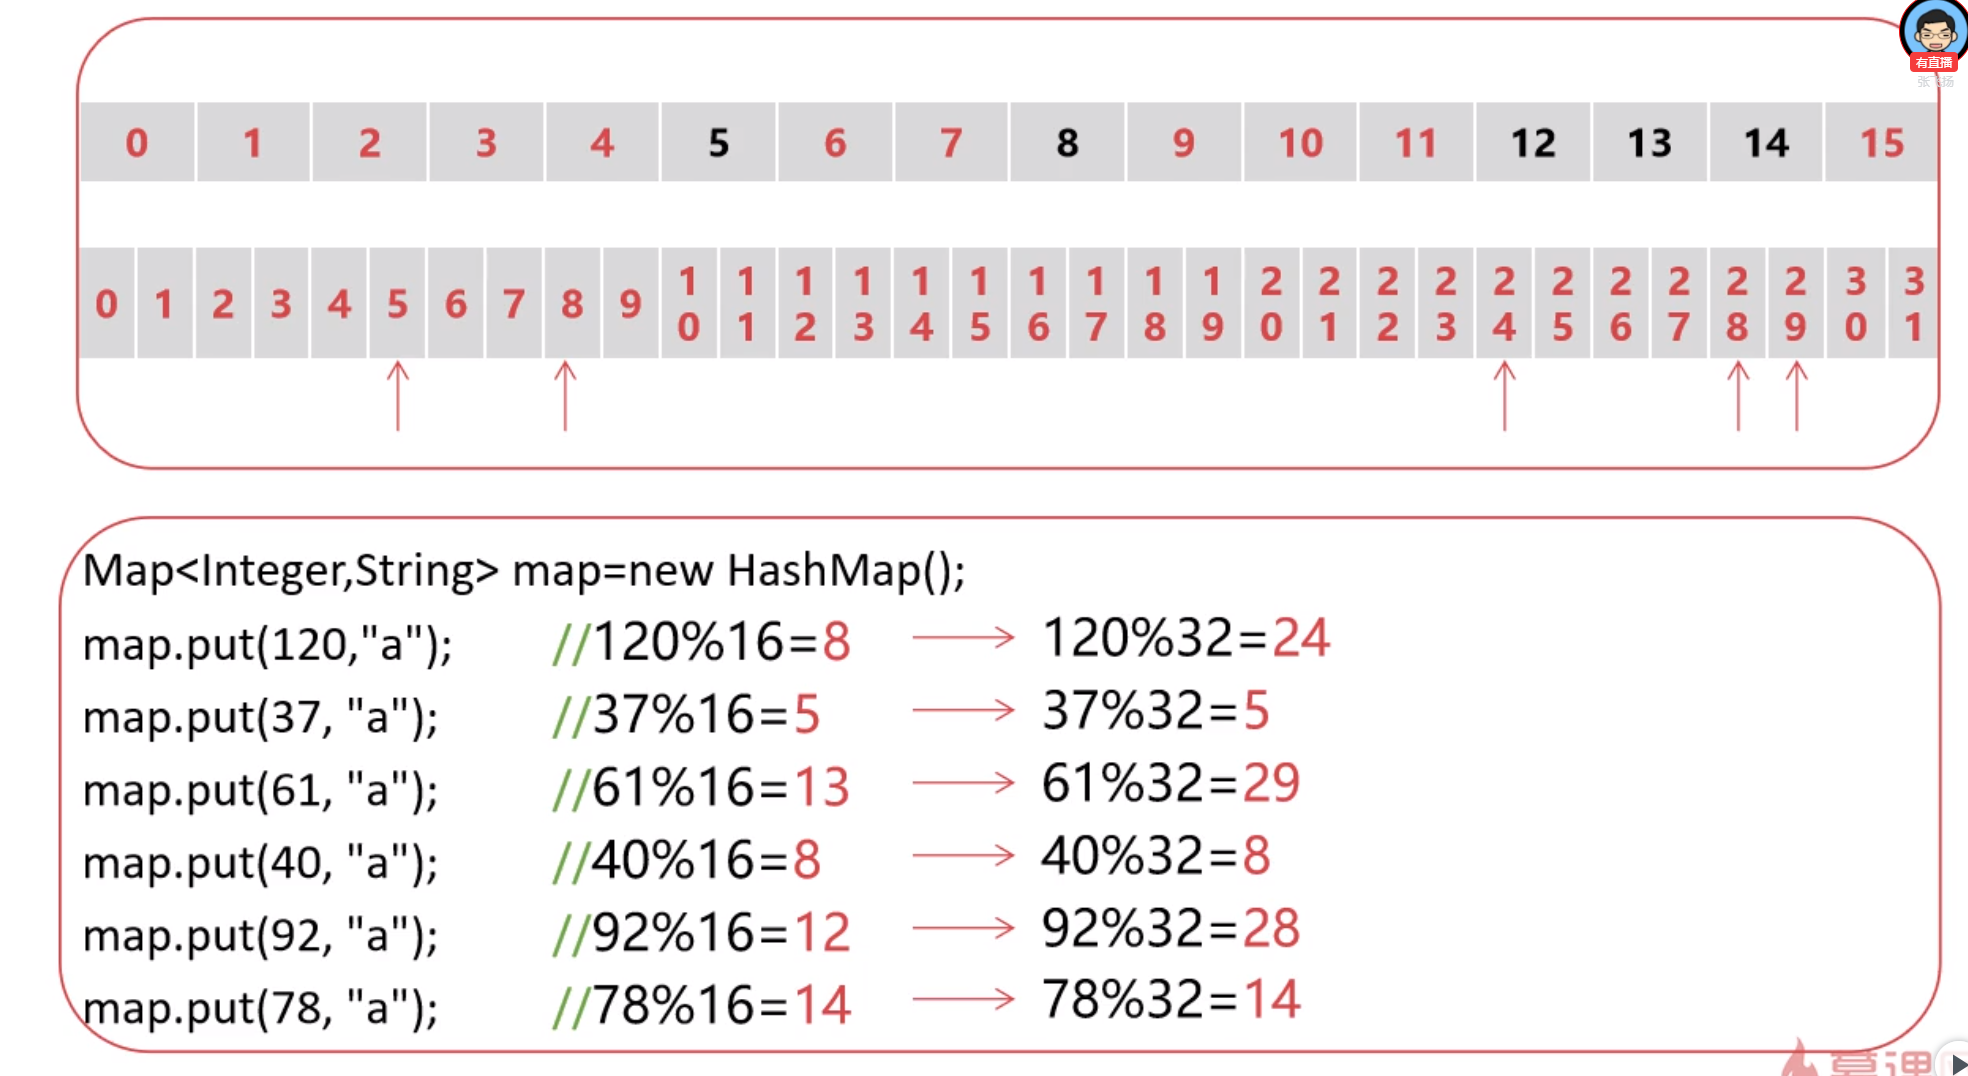 有直播
张飞扬
0 1 2 3 4 5 6 7 8 9 10 11 12 13 14 15
0 1 2 3 4 5 6 7 8 9 10 11 12 13 14 15 16 17 18 19 20 21 22 23 24 25 26 27 28 29 30 31
Map<Integer,String> map=new HashMap();
map.put(120,"a"); //120%16=8 → 120%32=24
map.put(37, "a"); //37%16=5 → 37%32=5
map.put(61, "a"); //61%16=13 → 61%32=29
map.put(40, "a"); //40%16=8 → 40%32=8
map.put(92, "a"); //92%16=12 → 92%32=28
map.put(78, "a"); //78%16=14 → 78%32=14
慕课